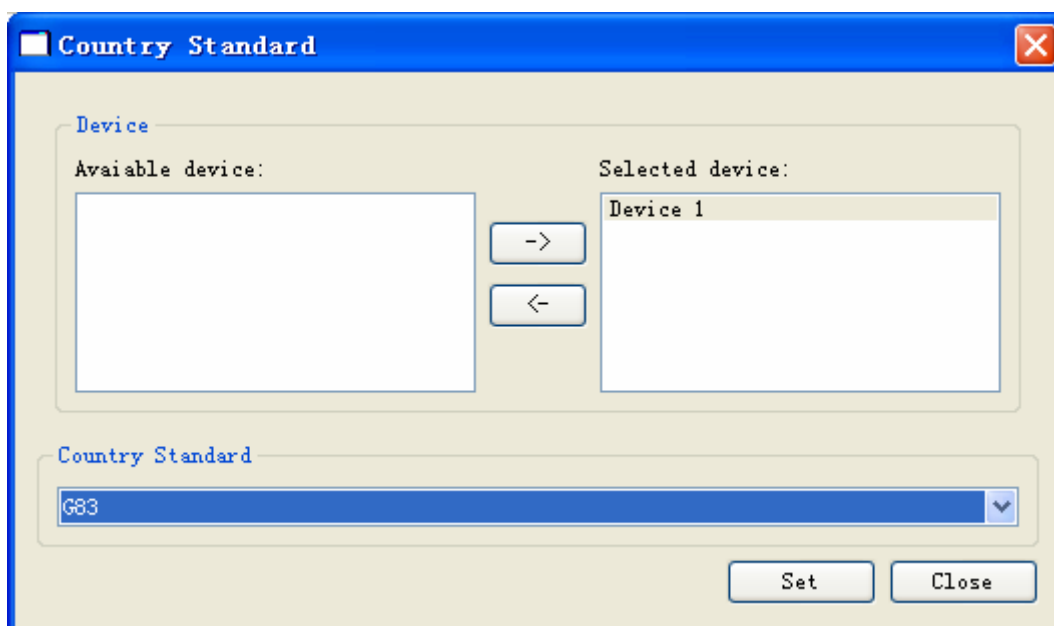 Country Standard
Device
Avaiable device:
Selected device:
Device 1
->
<-
Country Standard
G83
Set
Close